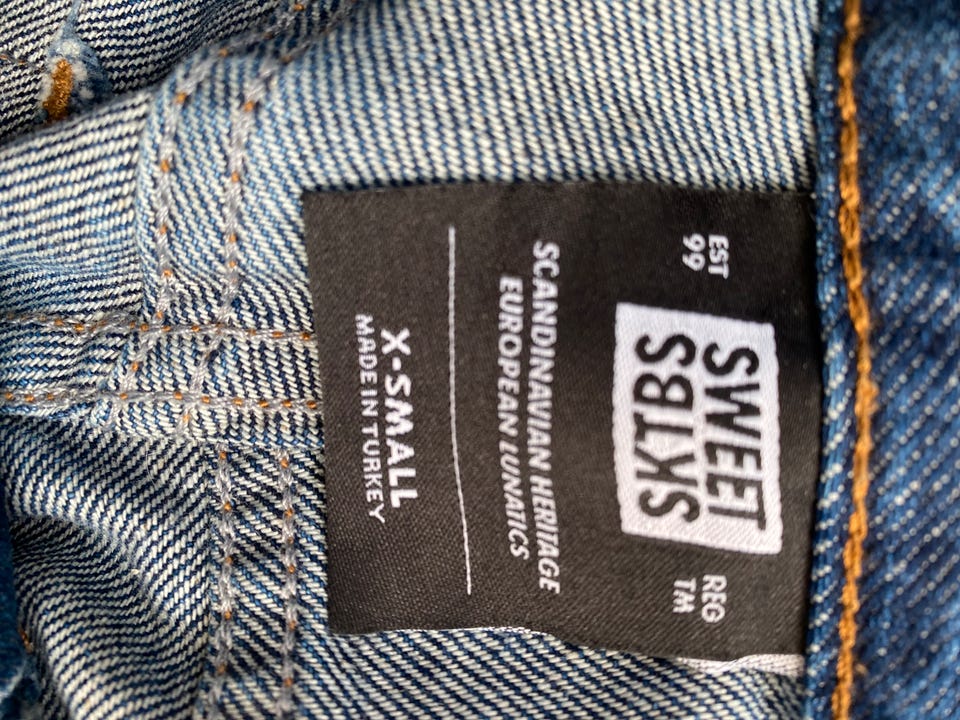 EST 99
SWEET
SKTBS
REG TM
SCANDINAVIAN HERITAGE
EUROPEAN LUNATICS
X-SMALL
MADE IN TURKEY